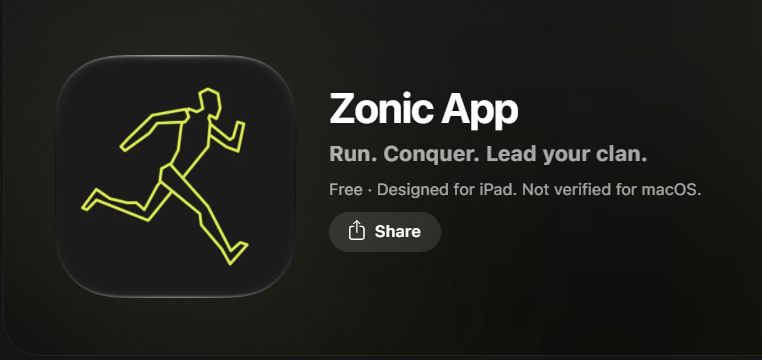 Zonic App
Run. Conquer. Lead your clan.
Free · Designed for iPad. Not verified for macOS.
Share